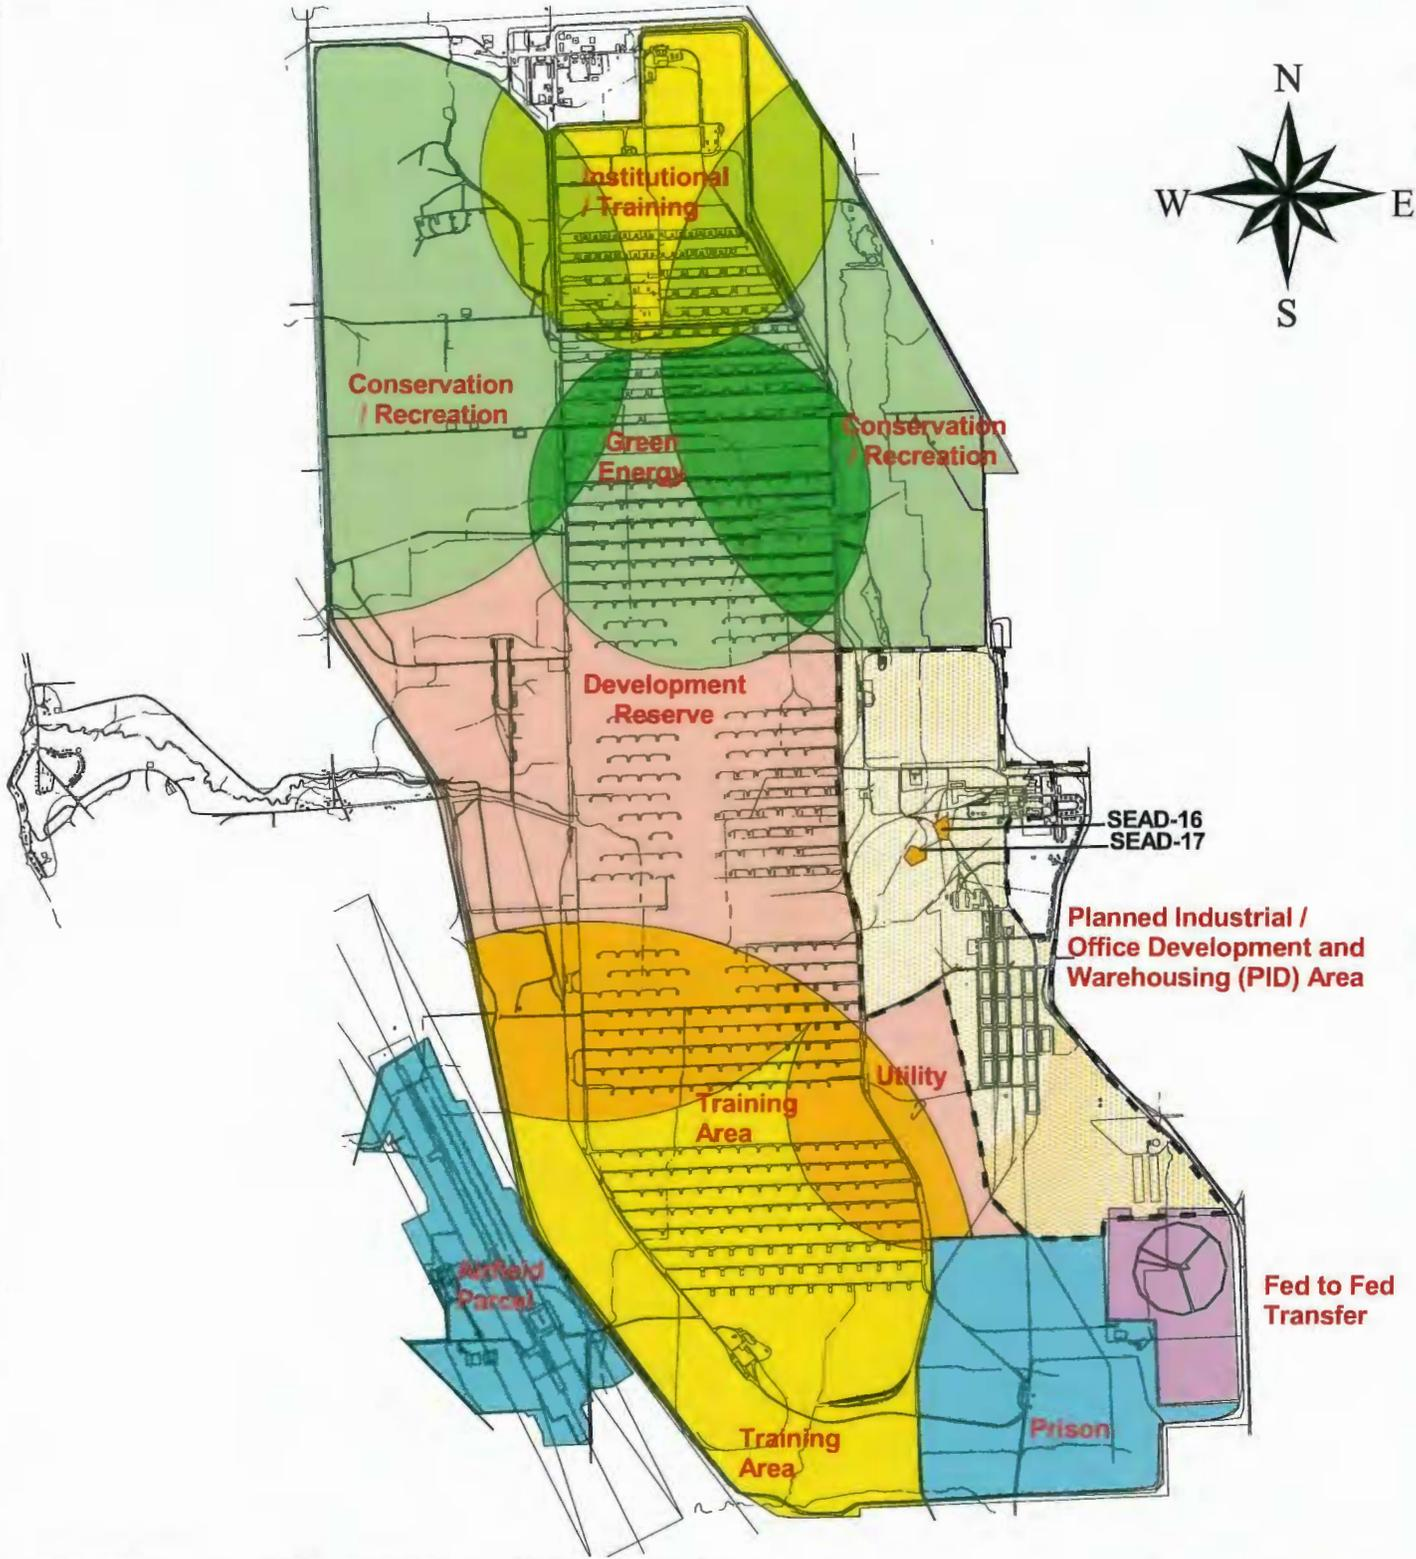 N
W
E
S
Institutional
/ Training
Conservation
/ Recreation
Conservation
/ Recreation
Green
Energy
Development
Reserve
SEAD-16
SEAD-17
Planned Industrial /
Office Development and
Warehousing (PID) Area
Utility
Training
Area
Airfield
Parcel
Fed to Fed
Transfer
Prison
Training
Area